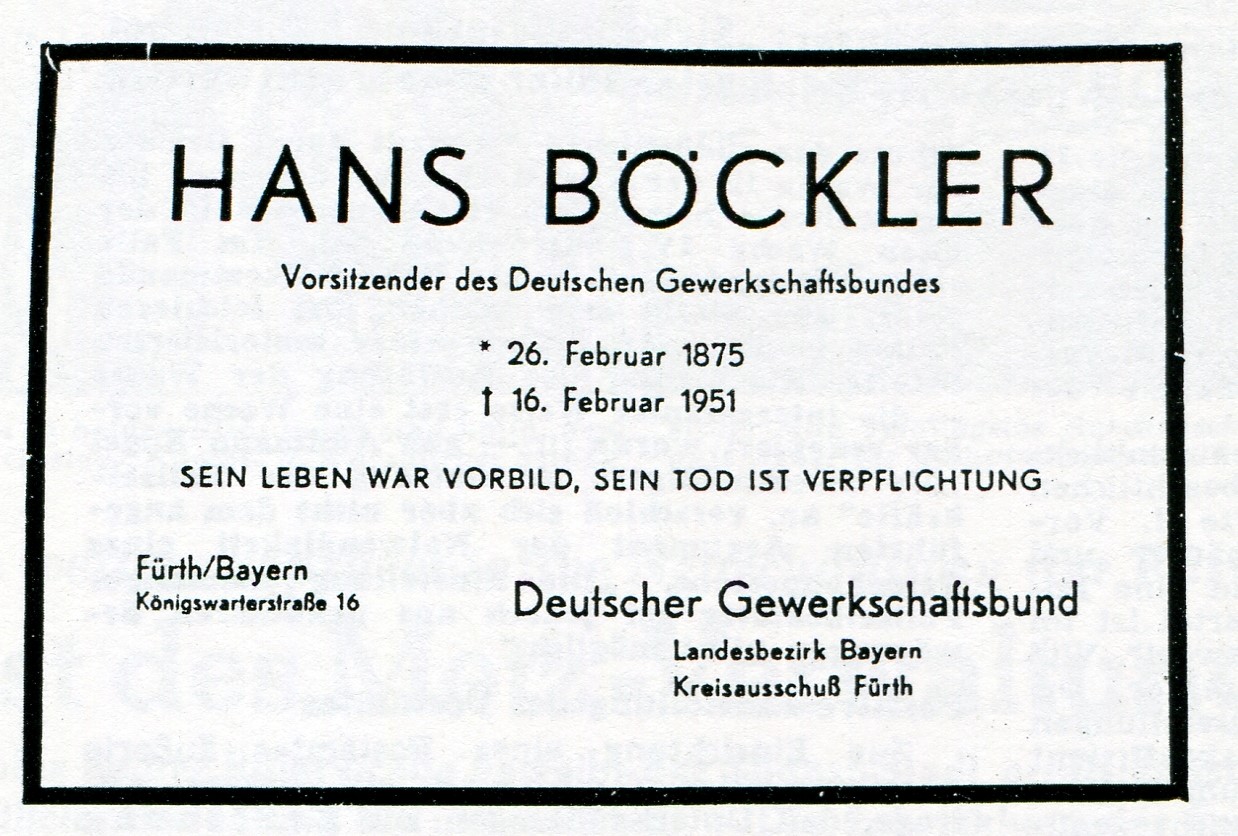 HANS BÖCKLER
Vorsitzender des Deutschen Gewerkschaftsbundes
* 26. Februar 1875
† 16. Februar 1951
SEIN LEBEN WAR VORBILD, SEIN TOD IST VERPFLICHTUNG
Fürth/Bayern
Königswarterstraße 16
Deutscher Gewerkschaftsbund
Landesbezirk Bayern
Kreisausschuß Fürth